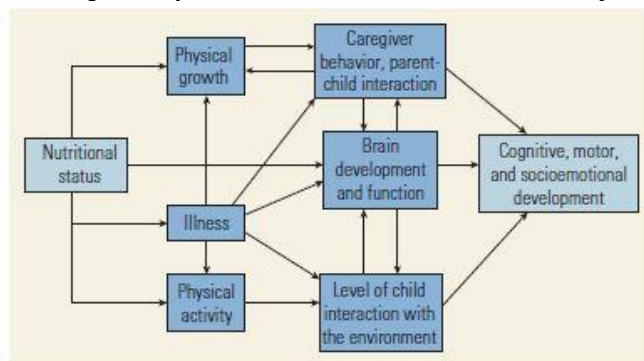 Physical
growth
Caregiver
behavior, parent-
child interaction
Nutritional
status
Brain
development
and function
Cognitive, motor,
and socioemotional
development
Illness
Physical
activity
Level of child
interaction with
the environment